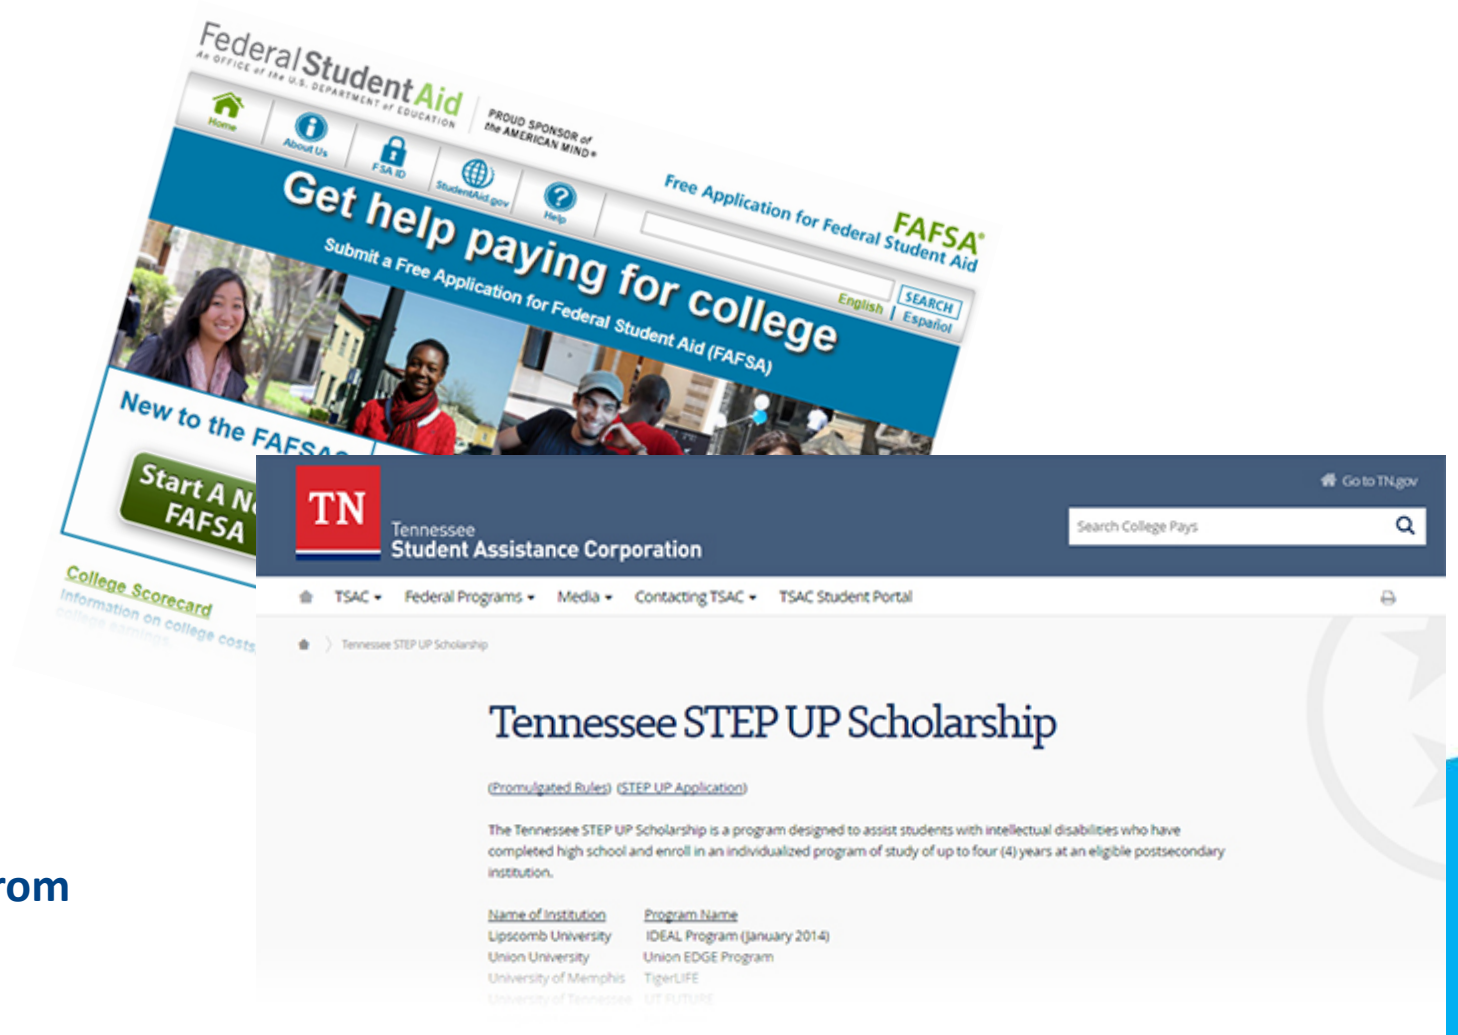 Federal Student Aid
An OFFICE of the U.S. DEPARTMENT of EDUCATION
PROUD SPONSOR of
the AMERICAN MIND®
Home
About Us
FSA ID
StudentAid.gov
Help
FAFSA®
Free Application for Federal Student Aid
SEARCH
English | Español
Get help paying for college
Submit a Free Application for Federal Student Aid (FAFSA)
New to the FAFSA?
Start A
FAFSA
College Scorecard
Information on college costs,
college earnings.
TN
Tennessee
Student Assistance Corporation
Go to TN.gov
Search College Pays
TSAC Federal Programs Media Contacting TSAC TSAC Student Portal
Tennessee STEP UP Scholarship
Tennessee STEP UP Scholarship
(Promulgated Rules) (STEP UP Application)
The Tennessee STEP UP Scholarship is a program designed to assist students with intellectual disabilities who have
completed high school and enroll in an individualized program of study of up to four (4) years at an eligible postsecondary
institution.
Name of Institution Program Name
Lipscomb University IDEAL Program (January 2014)
Union University Union EDGE Program
University of Memphis TigerLIFE
University of Tennessee UT FUTURE
rom